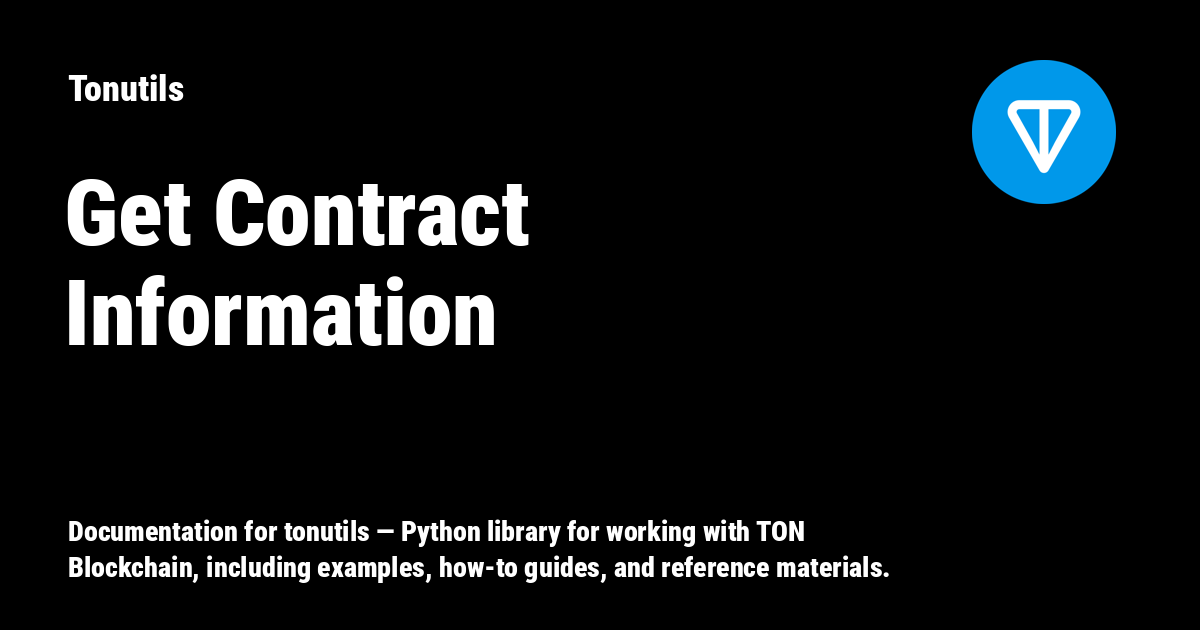 Tonutils
Get Contract
Information
Documentation for tonutils — Python library for working with TON
Blockchain, including examples, how-to guides, and reference materials.